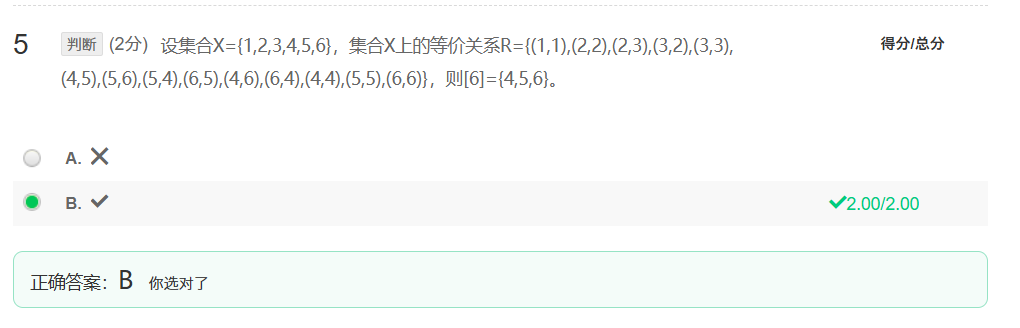 5 判断 (2分) 设集合X={1,2,3,4,5,6}，集合X上的等价关系R={(1,1),(2,2),(2,3),(3,2),(3,3), 得分/总分
(4,5),(5,6),(5,4),(6,5),(4,6),(6,4),(4,4),(5,5),(6,6)}，则[6]={4,5,6}。
A. ✕
B. ✓ ✓2.00/2.00
正确答案：B 你选对了